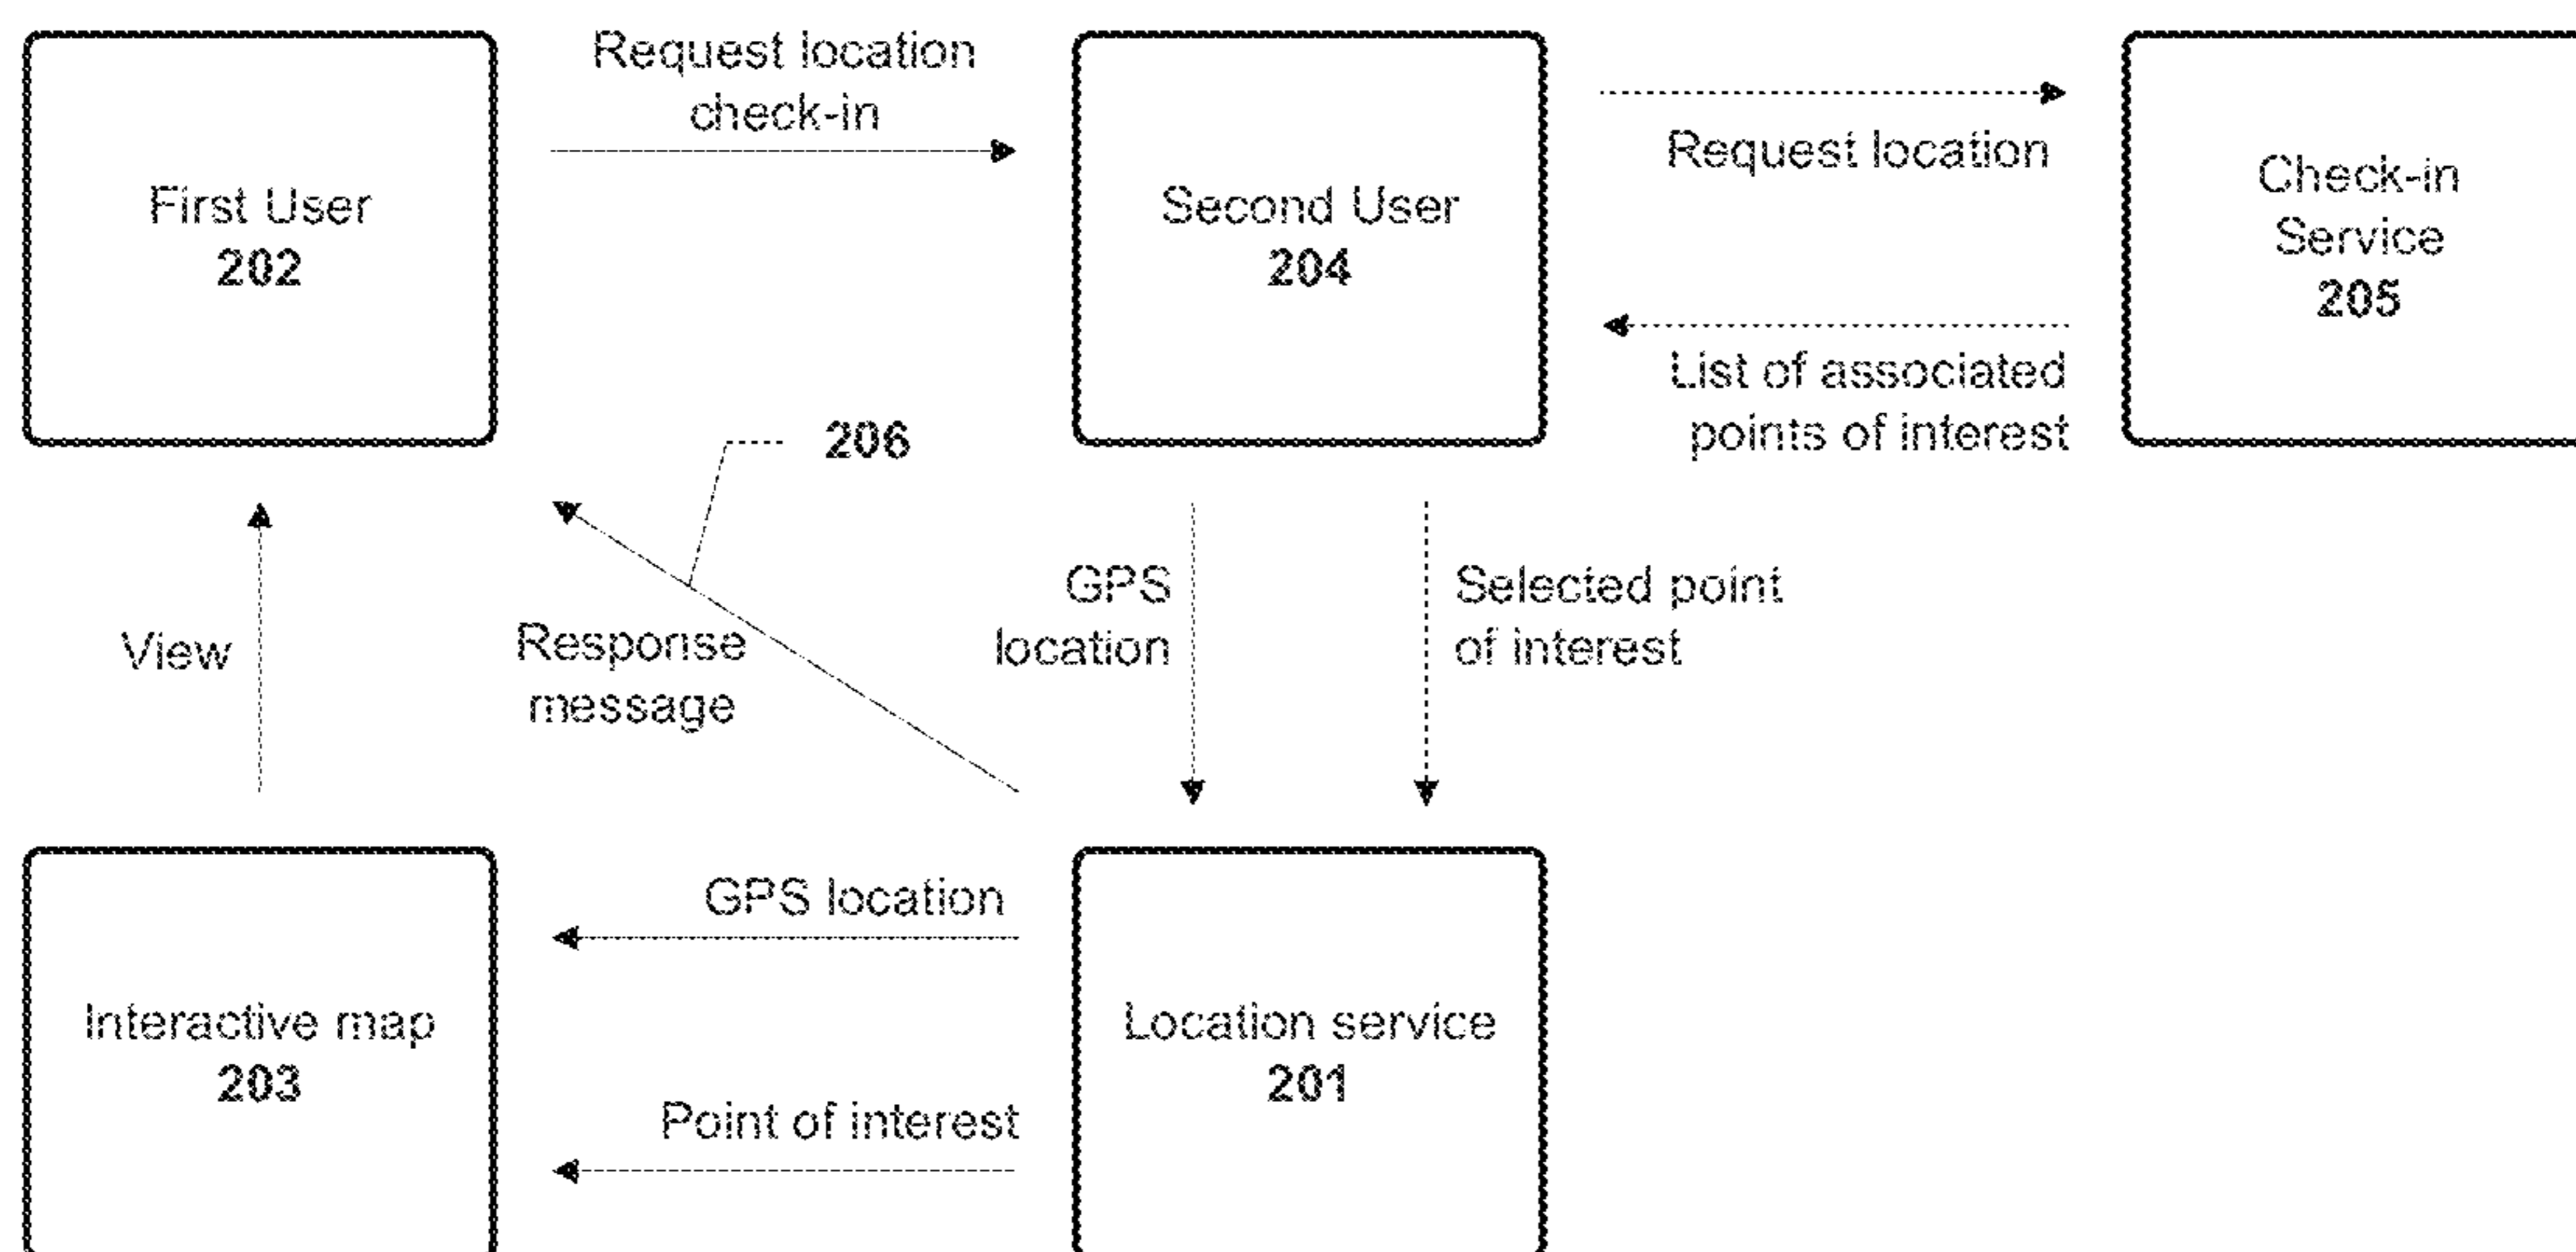 First User
202
Request location
check-in
Second User
204
Request location
List of associated
points of interest
Check-in
Service
205
206
View
Response
message
GPS
location
Selected point
of interest
Interactive map
203
GPS location
Point of interest
Location service
201